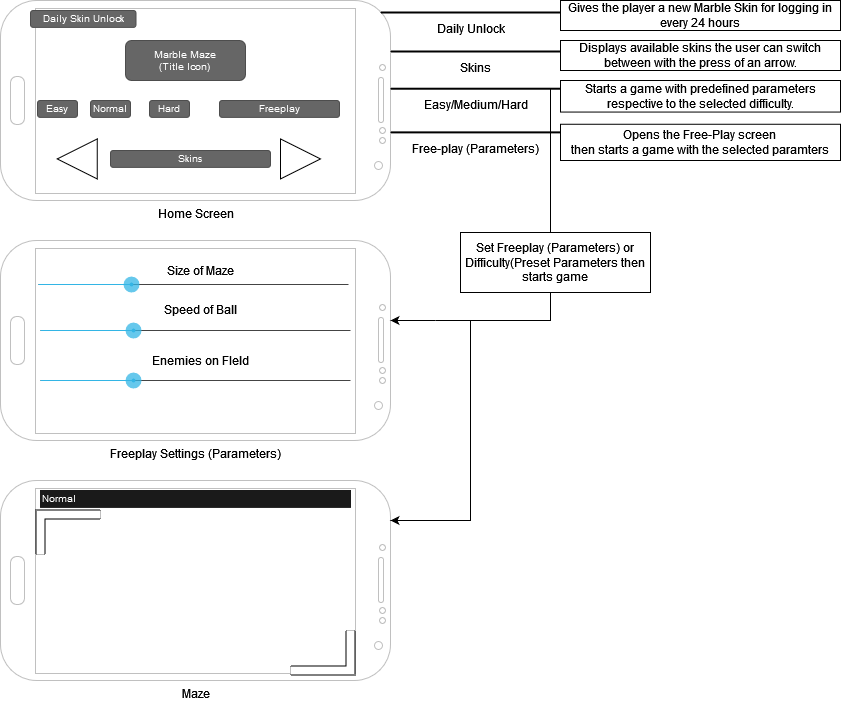 Daily Skin Unlock
Marble Maze
(Title Icon)
Easy
Normal
Hard
Freeplay
Skins
Home Screen
Daily Unlock
Gives the player a new Marble Skin for logging in
every 24 hours
Skins
Displays available skins the user can switch
between with the press of an arrow.
Easy/Medium/Hard
Starts a game with predefined parameters
respective to the selected difficulty.
Free-play (Parameters)
Opens the Free-Play screen
then starts a game with the selected paramters
Set Freeplay (Parameters) or
Difficulty(Preset Parameters then
starts game
Size of Maze
Speed of Ball
Enemies on FIeld
Freeplay Settings (Parameters)
Normal
Maze